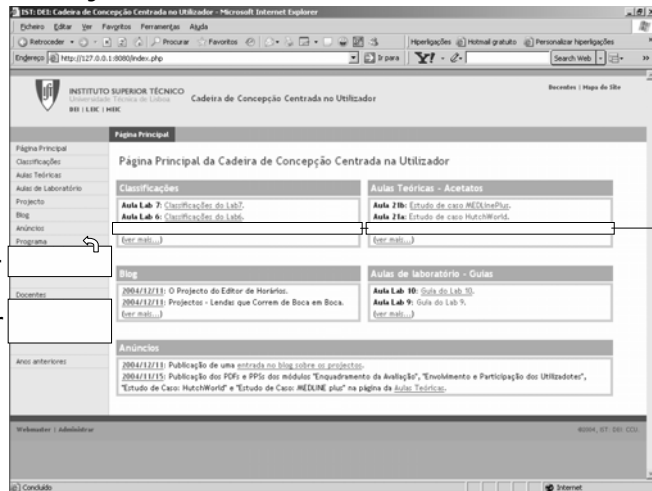 IST: DEI: Cadeira de Concepção Centrada no Utilizador - Microsoft Internet Explorer
Ficheiro Editar Ver Favoritos Ferramentas Ajuda
Retroceder Procurar Favoritos Hiperligações Hotmail gratuito Personalizar hiperligações
Endereço http://127.0.0.1:8080/index.php Ir para Y! Search Web
INSTITUTO SUPERIOR TÉCNICO
Universidade Técnica de Lisboa
DEI | LEIC |
Cadeira de Concepção Centrada no Utilizador
Docentes | Mapa do Site
Página Principal
Página Principal
Classificações
Aulas Teóricas
Aulas de Laboratório
Projecto
Blog
Anúncios
Programa
Docentes
Anos anteriores
Página Principal da Cadeira de Concepção Centrada na Utilizador
Classificações
Aula Lab 7: Classificações do Lab7.
Aula Lab 6: Classificações do Lab6.
(ver mais...)
Aulas Teóricas - Acetatos
Aula 21b: Estudo de caso MEDLinePlus.
Aula 21a: Estudo de caso HutchWorld.
(ver mais...)
Blog
2004/12/11: O Projecto do Editor de Horários.
2004/12/11: Projectos - Lendas que Correm de Boca em Boca.
(ver mais...)
Aulas de laboratório - Guias
Aula Lab 10: Guia do Lab 10.
Aula Lab 9: Guia do Lab 9.
(ver mais...)
Anúncios
2004/12/11: Publicação de uma entrada no blog sobre os projectos.
2004/11/15: Publicação dos PDFs e PPSs dos módulos "Enquadramento da Avaliação", "Envolvimento e Participação dos Utilizadores",
"Estudo de Caso: HutchWorld" e "Estudo de Caso: MEDLINE plus" na página da Aulas Teóricas.
Webmaster | Administrar
©2004, IST: DEI: CCU.
Concluído
Internet